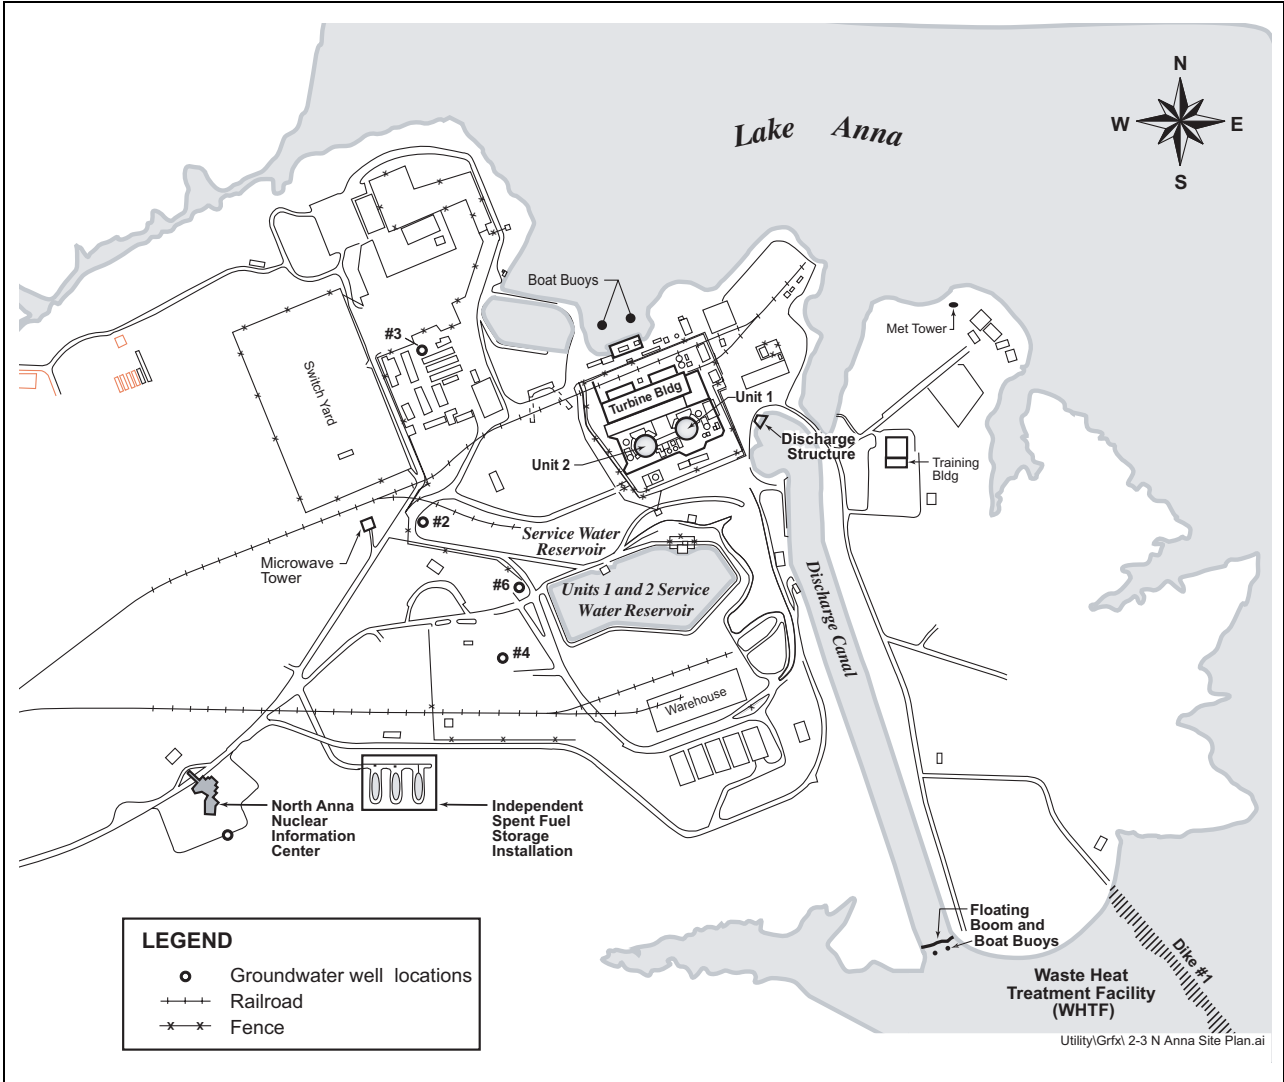 N
W E
S
Lake Anna
Boat Buoys
Met Tower
#3
Switch Yard
Turbine Bldg
Unit 1
Unit 2
Discharge
Structure
Training
Bldg
#2
Service Water
Reservoir
Microwave
Tower
#6
Units 1 and 2 Service
Water Reservoir
Discharge Canal
#4
Warehouse
North Anna
Nuclear
Information
Center
Independent
Spent Fuel
Storage
Installation
Floating
Boom and
Boat Buoys
Dike #1
Waste Heat
Treatment Facility
(WHTF)
LEGEND
Groundwater well locations
Railroad
Fence
Utility\Grfx\ 2-3 N Anna Site Plan.ai